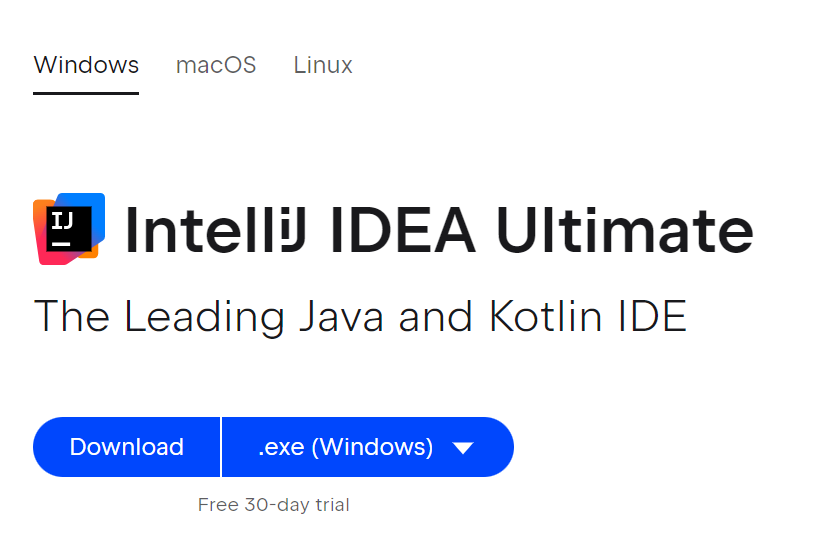 Windows macOS Linux
IJ
IntelliJ IDEA Ultimate
The Leading Java and Kotlin IDE
Download .exe (Windows)
Free 30-day trial